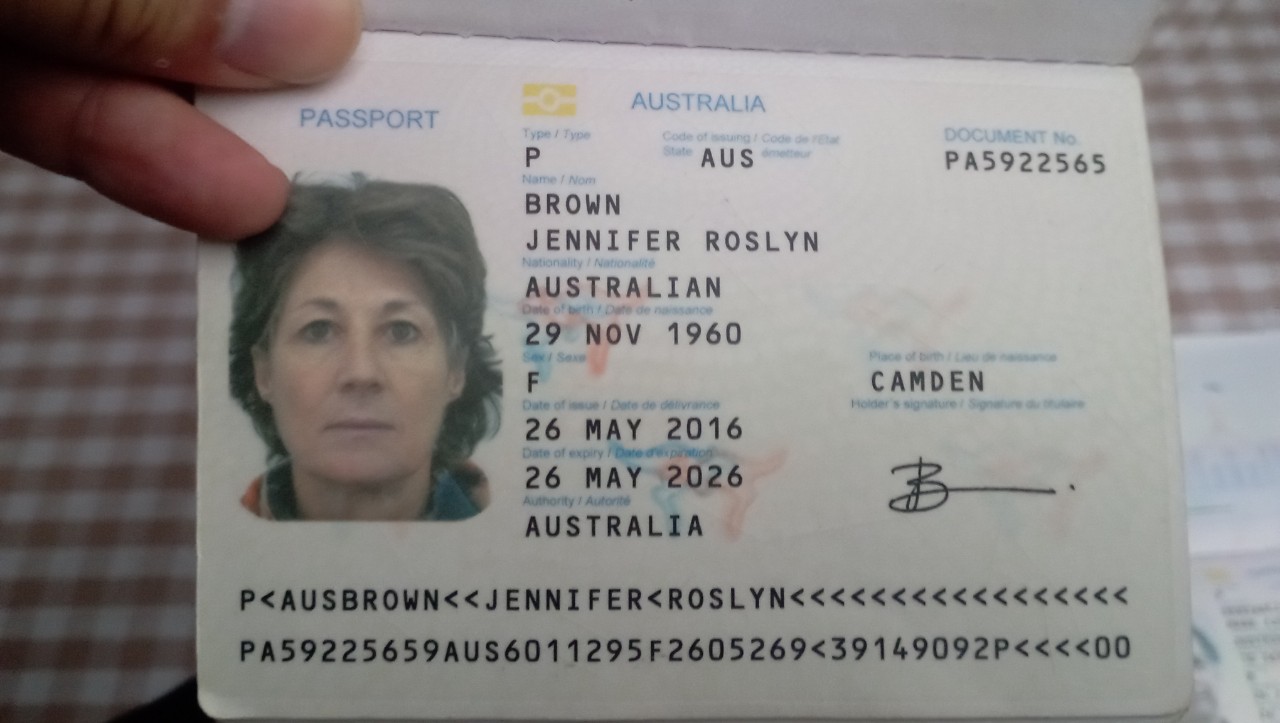 PASSPORT
AUSTRALIA
Type / Type
Code of issuing / Code de l'État
State émetteur
DOCUMENT No.
P
AUS
PA5922565
Name / Nom
BROWN
JENNIFER ROSLYN
Nationality / Nationalité
AUSTRALIAN
Date of birth / Date de naissance
29 NOV 1960
Sex / Sexe
Place of birth / Lieu de naissance
F
CAMDEN
Date of issue / Date de délivrance
Holder's signature / Signature du titulaire
26 MAY 2016
Date of expiry / Date d'expiration
26 MAY 2026
Authority / Autorité
AUSTRALIA
P<AUSBROWN<<JENNIFER<ROSLYN<<<<<<<<<<<<<<<<<
PA59225659AUS6011295F2605269<39149092P<<<<00